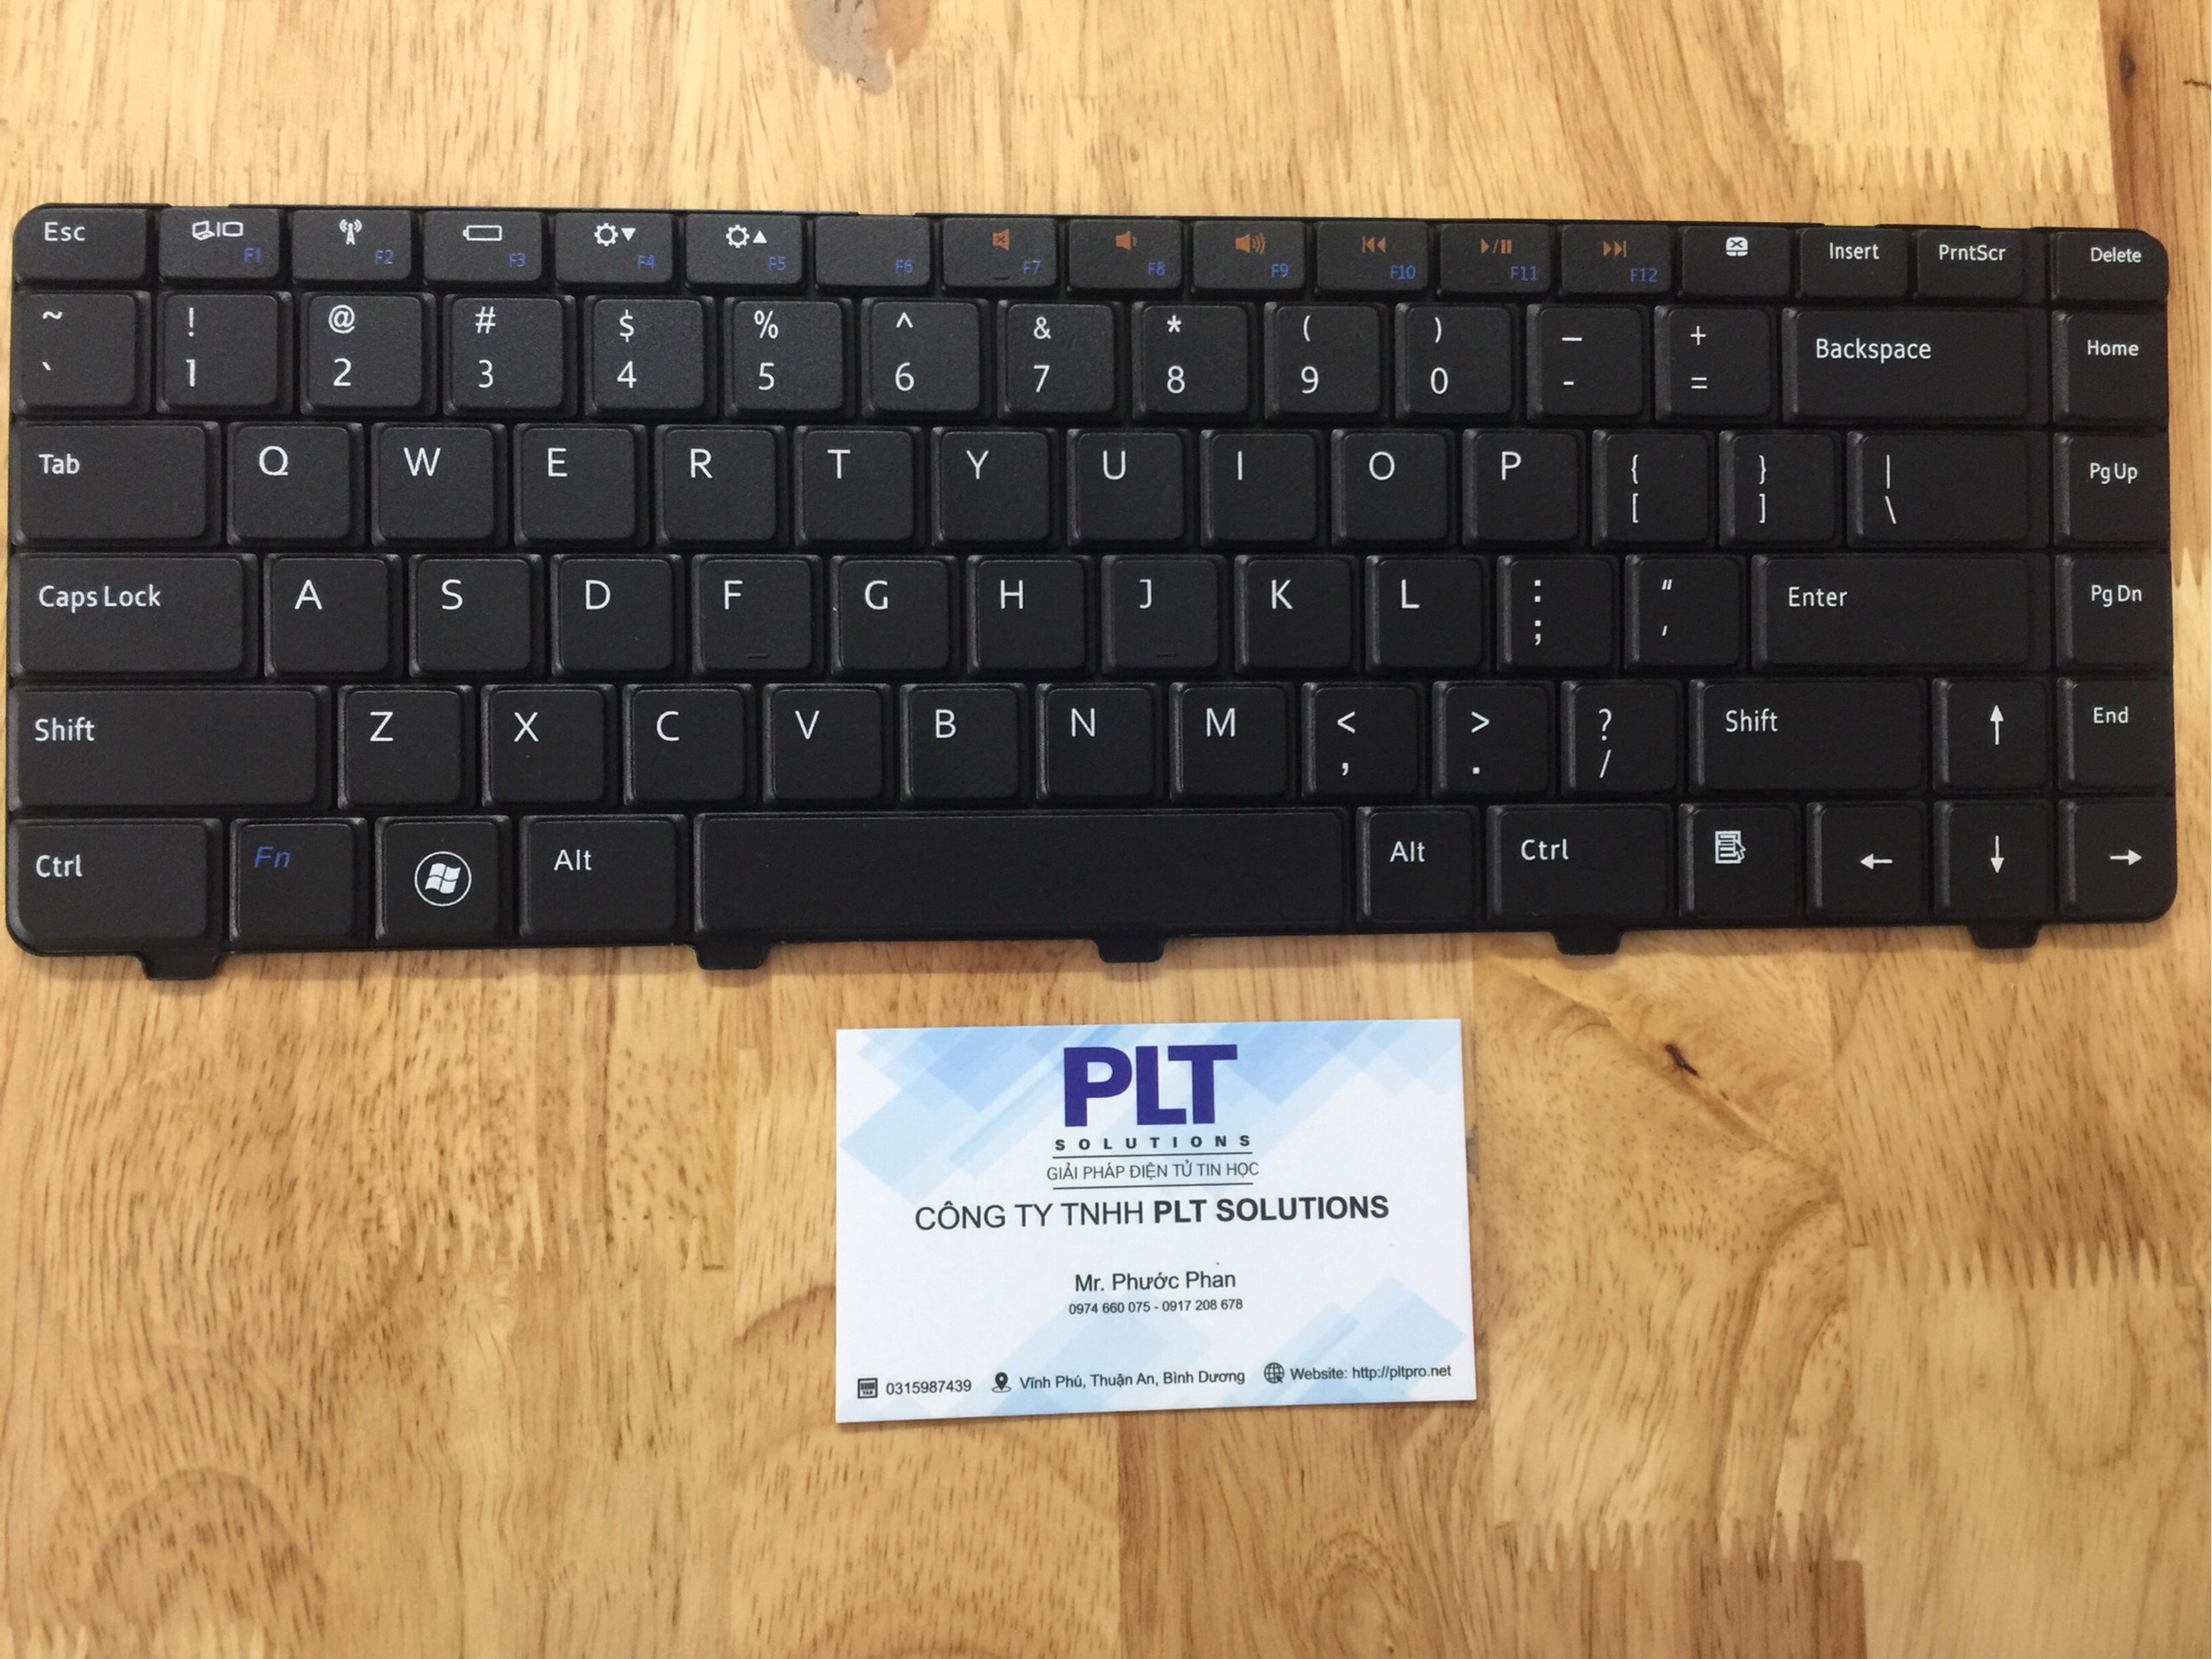 Esc F1 F2 F3 F4 F5 F6 F7 F8 F9 F10 F11 F12 Insert PrntScr Delete
~ ! @ # $ % ^ & * ( ) — +
` 1 2 3 4 5 6 7 8 9 0 - = Backspace Home
Tab Q W E R T Y U I O P { } | Pg Up
[ ] \
Caps Lock A S D F G H J K L : " Enter Pg Dn
; '
Shift Z X C V B N M < > ? Shift ↑ End
, . /
Ctrl Fn Alt Alt Ctrl ← ↓ →
PLT
SOLUTIONS
GIẢI PHÁP ĐIỆN TỬ TIN HỌC
CÔNG TY TNHH PLT SOLUTIONS
Mr. Phước Phan
0974 660 075 - 0917 208 678
0315987439 Vĩnh Phú, Thuận An, Bình Dương Website: http://pltpro.net